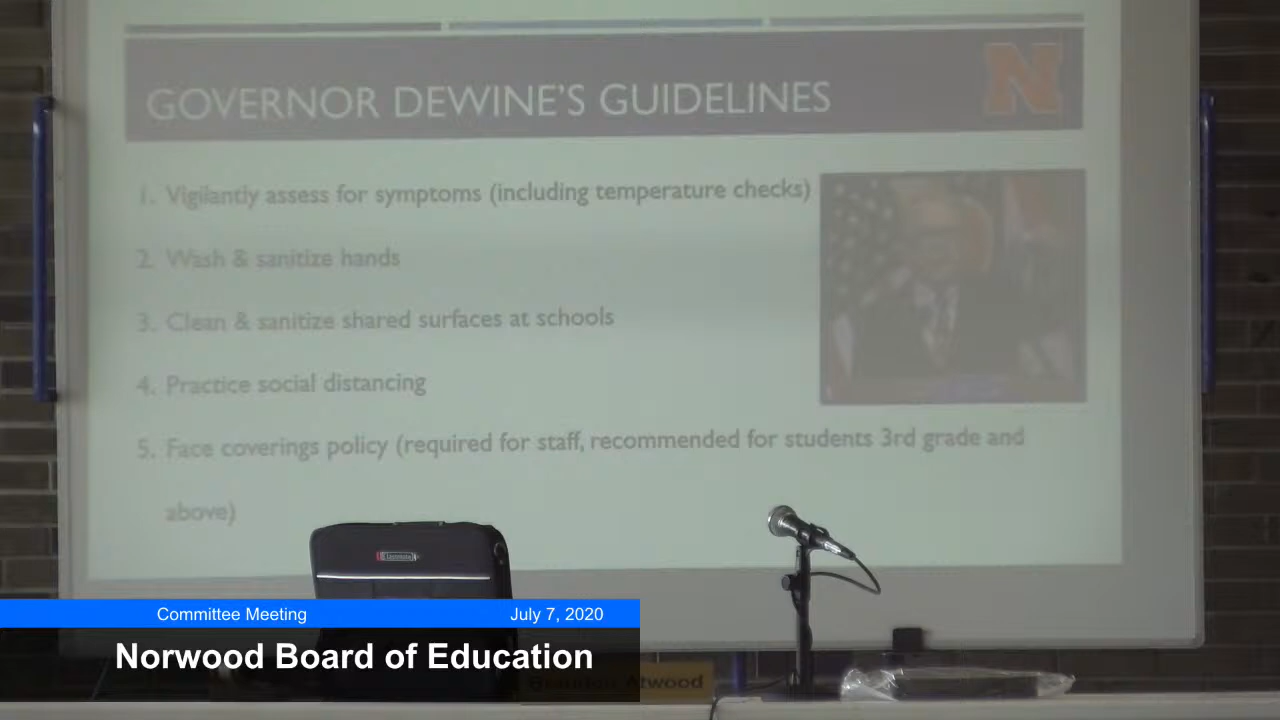 GOVERNOR DEWINE'S GUIDELINES
N
1. Vigilantly assess for symptoms (including temperature checks)
2. Wash & sanitize hands
3. Clean & sanitize shared surfaces at schools
4. Practice social distancing
5. Face coverings policy (required for staff, recommended for students 3rd grade and
above)
Committee Meeting
July 7, 2020
Norwood Board of Education
Atwood